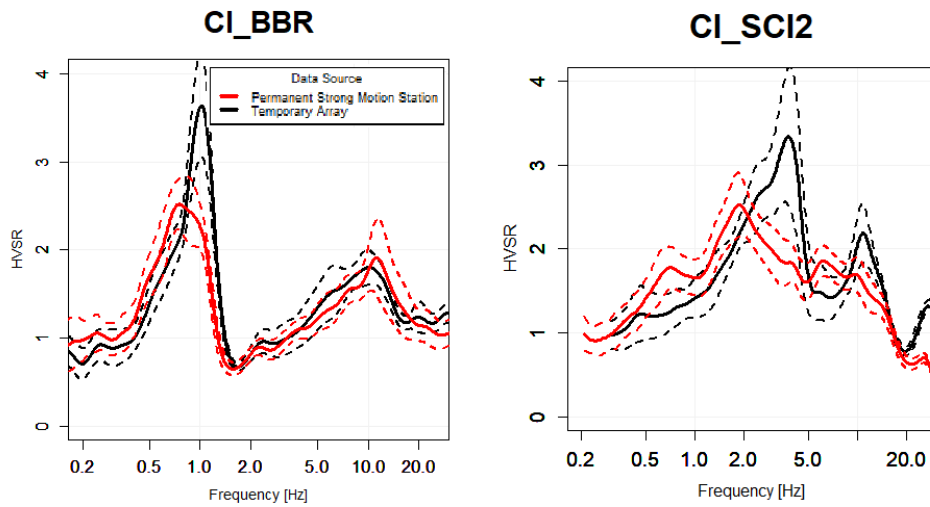 CI_BBR
CI_SCI2
Data Source
Permanent Strong Motion Station
Temporary Array
HVSR
4
3
2
1
0
0.2 0.5 1.0 2.0 5.0 10.0 20.0
Frequency [Hz]
HVSR
4
3
2
1
0
0.2 0.5 1.0 2.0 5.0 20.0
Frequency [Hz]